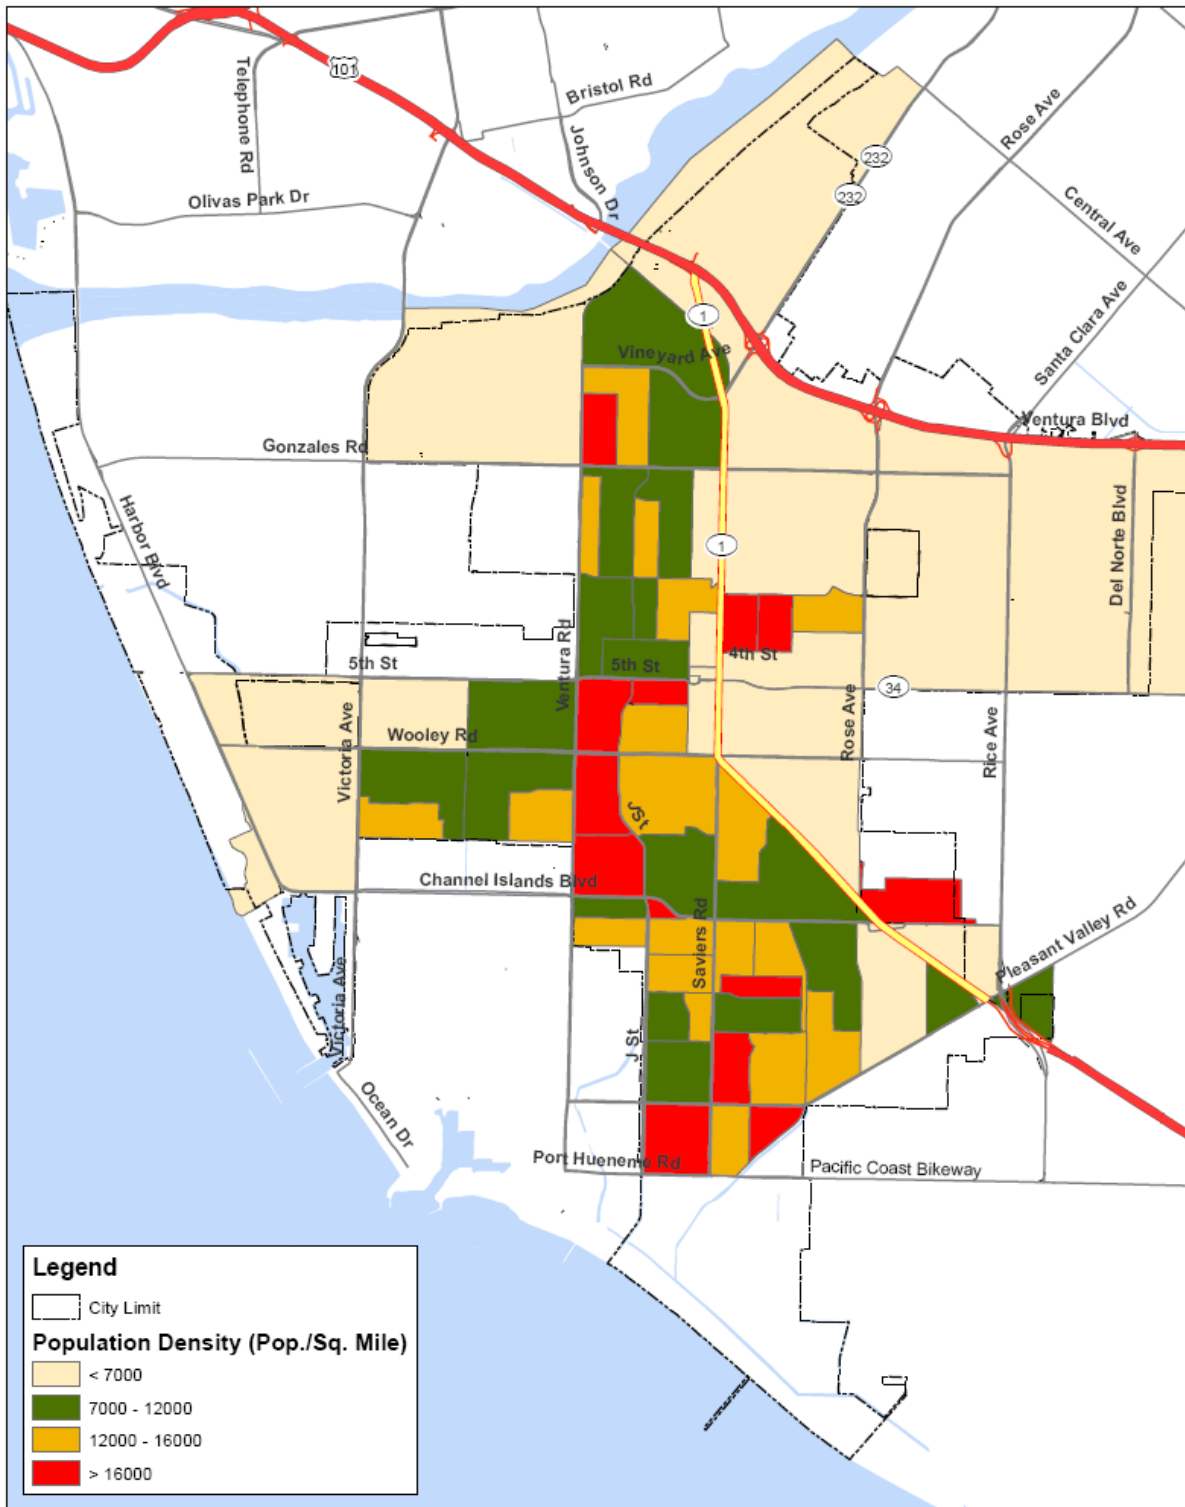 101
Telephone Rd
Bristol Rd
Johnson Dr
Rose Ave
232
232
Olivas Park Dr
Central Ave
Santa Clara Ave
1
Vineyard Ave
Ventura Blvd
Gonzales Rd
Harbor Blvd
1
Del Norte Blvd
Ventura Rd
5th St
5th St
4th St
34
Victoria Ave
Wooley Rd
Rose Ave
Rice Ave
J St
Channel Islands Blvd
Saviers Rd
Pleasant Valley Rd
Victoria Ave
J St
Ocean Dr
Port Hueneme Rd
Pacific Coast Bikeway
Legend
City Limit
Population Density (Pop./Sq. Mile)
< 7000
7000 - 12000
12000 - 16000
> 16000